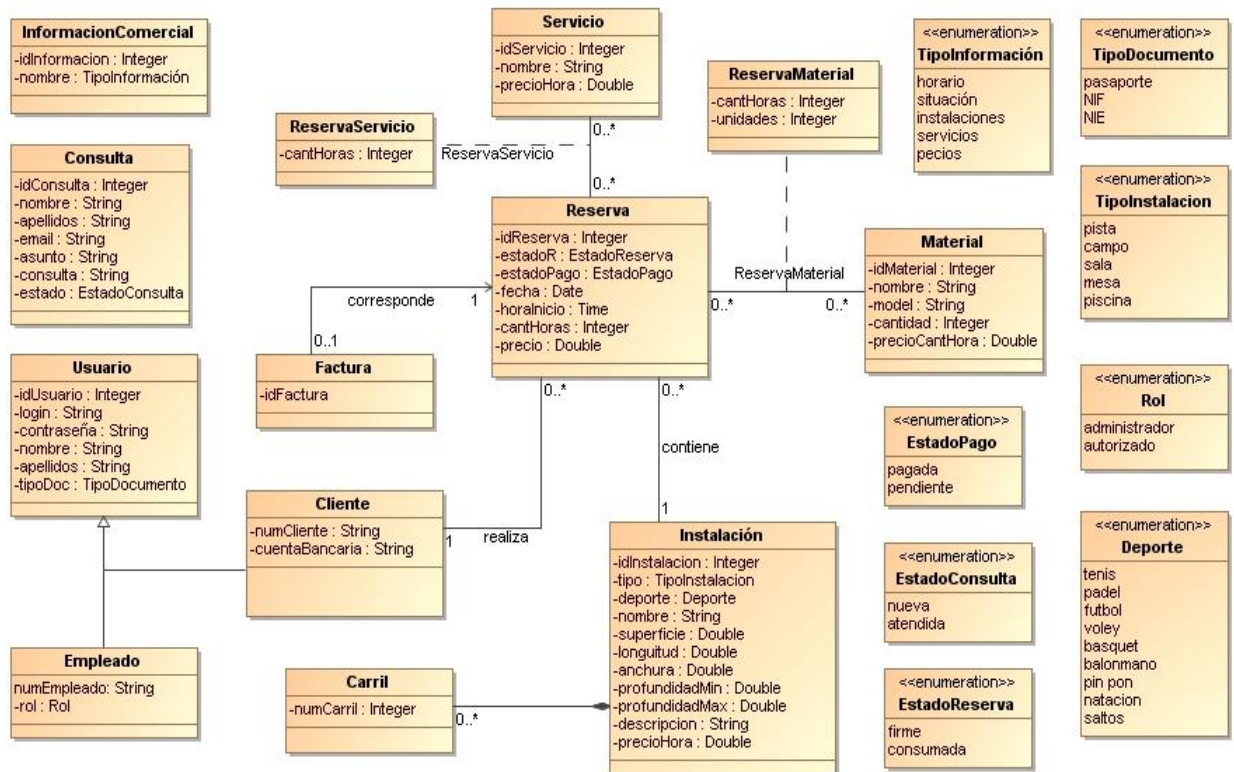 InformacionComercial
-idInformacion : Integer
-nombre : TipoInformación
Servicio
-idServicio : Integer
-nombre : String
-precioHora : Double
ReservaMaterial
-cantHoras : Integer
-unidades : Integer
<<enumeration>>
TipoInformación
horario
situación
instalaciones
servicios
pecios
<<enumeration>>
TipoDocumento
pasaporte
NIF
NIE
ReservaServicio
-cantHoras : Integer
ReservaServicio
0..*
0..*
Consulta
-idConsulta : Integer
-nombre : String
-apellidos : String
-email : String
-asunto : String
-consulta : String
-estado : EstadoConsulta
Reserva
-idReserva : Integer
-estadoR : EstadoReserva
-estadoPago : EstadoPago
-fecha : Date
-horaInicio : Time
-cantHoras : Integer
-precio : Double
ReservaMaterial
0..*
0..*
Material
-idMaterial : Integer
-nombre : String
-model : String
-cantidad : Integer
-precioCantHora : Double
<<enumeration>>
TipoInstalacion
pista
campo
sala
mesa
piscina
corresponde
1
0..1
Factura
-idFactura
Usuario
-idUsuario : Integer
-login : String
-contraseña : String
-nombre : String
-apellidos : String
-tipoDoc : TipoDocumento
0..*
0..*
contiene
1
<<enumeration>>
Rol
administrador
autorizado
<<enumeration>>
EstadoPago
pagada
pendiente
Cliente
-numCliente : String
-cuentaBancaria : String
1
realiza
Instalación
-idInstalacion : Integer
-tipo : TipoInstalacion
-deporte : Deporte
-nombre : String
-superficie : Double
-longuitud : Double
-anchura : Double
-profundidadMin : Double
-profundidadMax : Double
-descripcion : String
-precioHora : Double
<<enumeration>>
EstadoConsulta
nueva
atendida
<<enumeration>>
Deporte
tenis
padel
futbol
voley
basquet
balonmano
pin pon
natacion
saltos
Empleado
numEmpleado: String
-rol : Rol
Carril
-numCarril : Integer
0..*
<<enumeration>>
EstadoReserva
firme
consumada